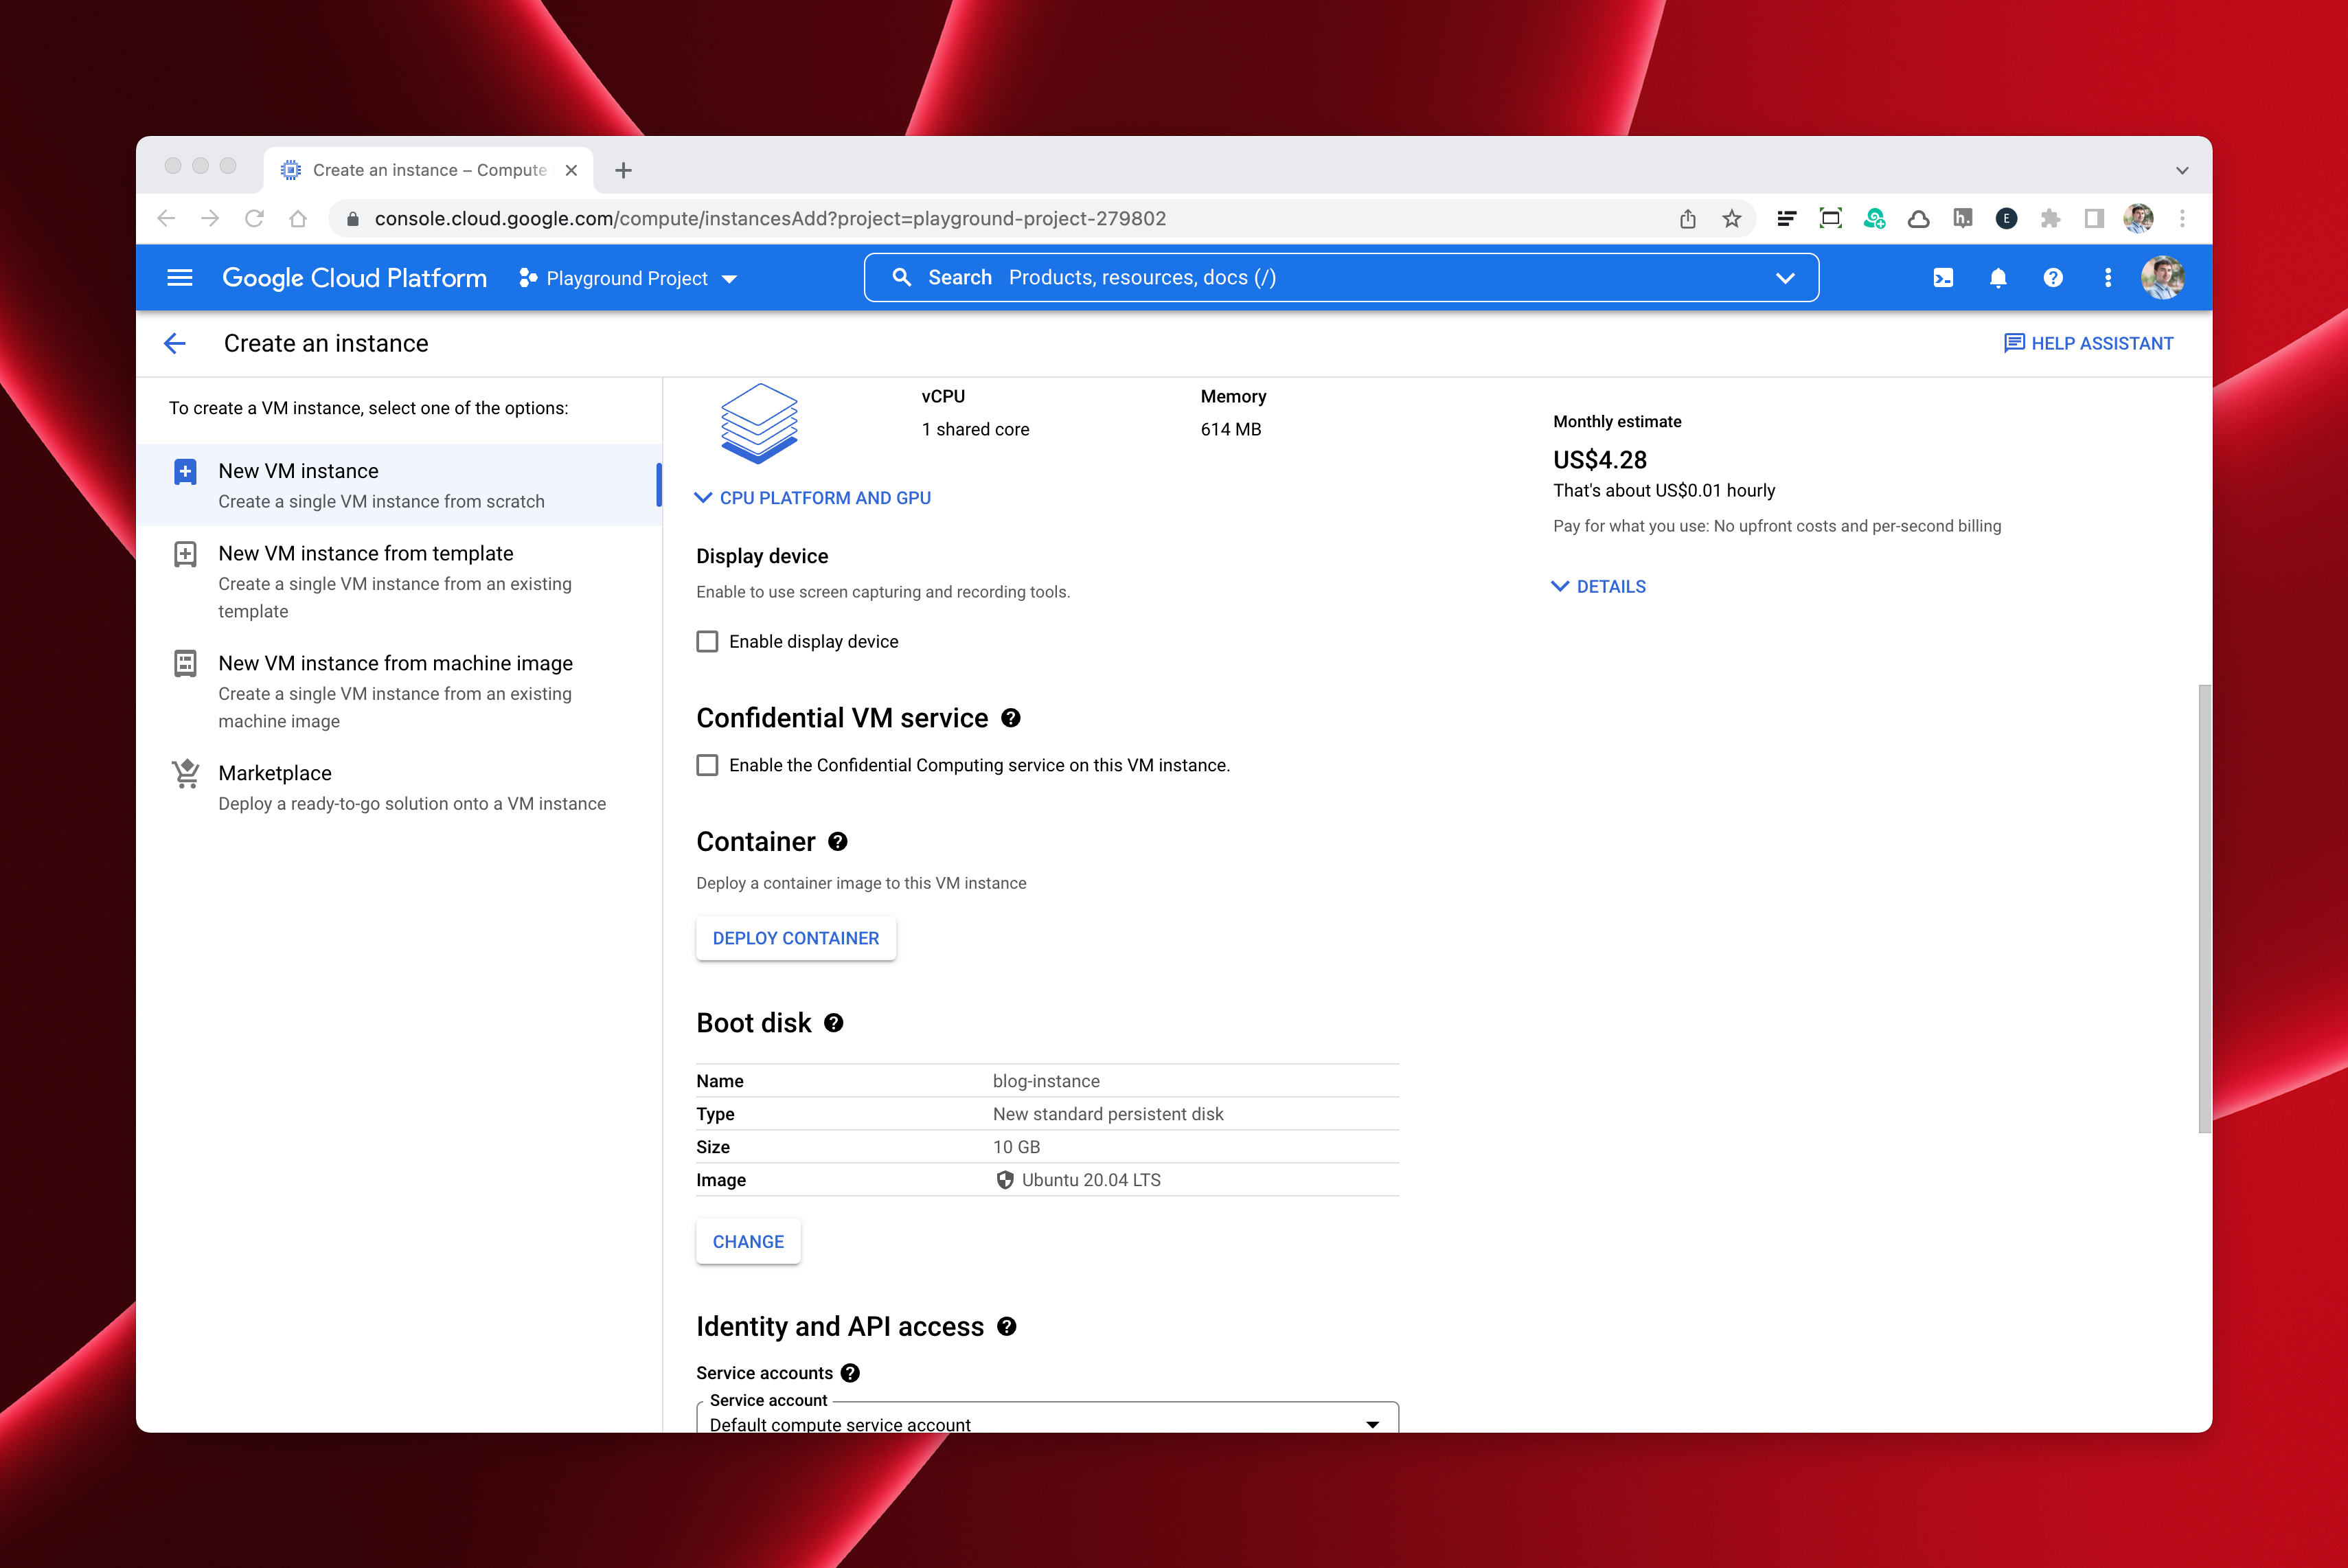 Create an instance – Compute
console.cloud.google.com/compute/instancesAdd?project=playground-project-279802
h.
E
Google Cloud Platform
Playground Project
Search Products, resources, docs (/)
Create an instance
HELP ASSISTANT
To create a VM instance, select one of the options:
New VM instance
Create a single VM instance from scratch
New VM instance from template
Create a single VM instance from an existing
template
New VM instance from machine image
Create a single VM instance from an existing
machine image
Marketplace
Deploy a ready-to-go solution onto a VM instance
vCPU
Memory
1 shared core
614 MB
CPU PLATFORM AND GPU
Display device
Enable to use screen capturing and recording tools.
Enable display device
Confidential VM service
Enable the Confidential Computing service on this VM instance.
Container
Deploy a container image to this VM instance
DEPLOY CONTAINER
Boot disk
Name blog-instance
Type New standard persistent disk
Size 10 GB
Image Ubuntu 20.04 LTS
CHANGE
Identity and API access
Service accounts
Service account
Default compute service account
Monthly estimate
US$4.28
That's about US$0.01 hourly
Pay for what you use: No upfront costs and per-second billing
DETAILS